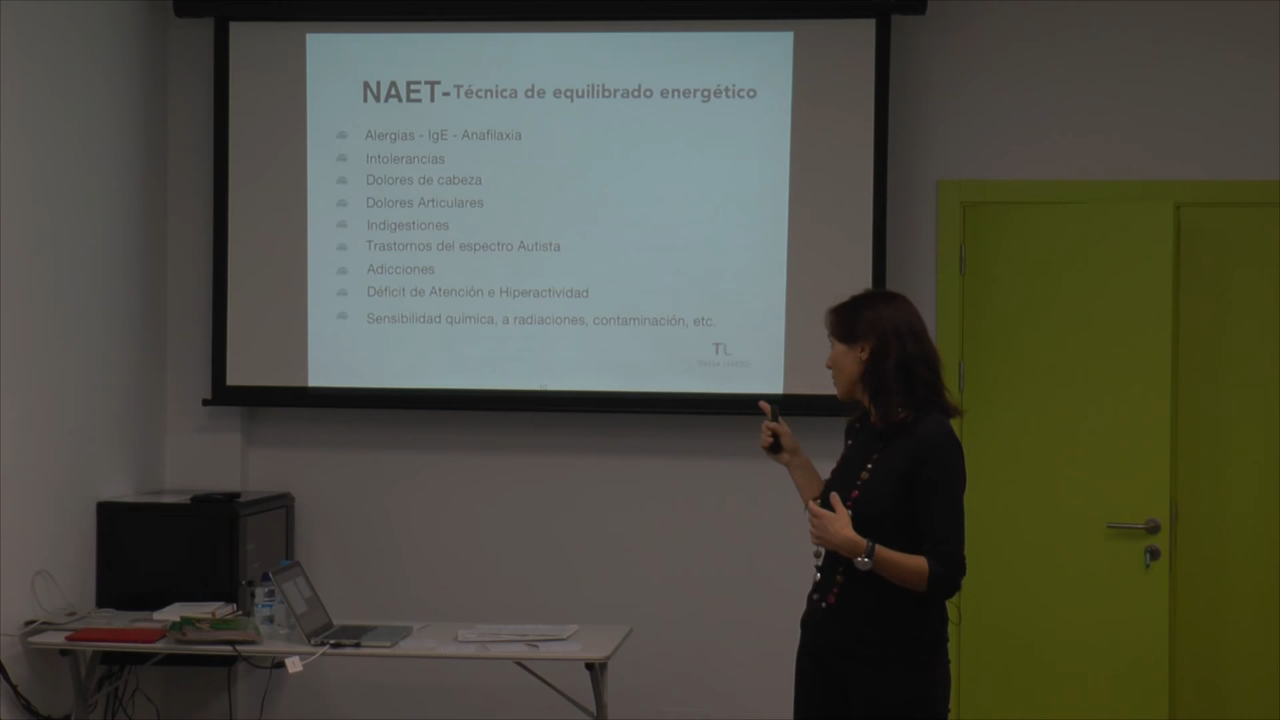 NAET-Técnica de equilibrado energético
Alergias - IgE - Anafilaxia
Intolerancias
Dolores de cabeza
Dolores Articulares
Indigestiones
Trastornos del espectro Autista
Adicciones
Déficit de Atención e Hiperactividad
Sensibilidad química, a radiaciones, contaminación, etc.
TL